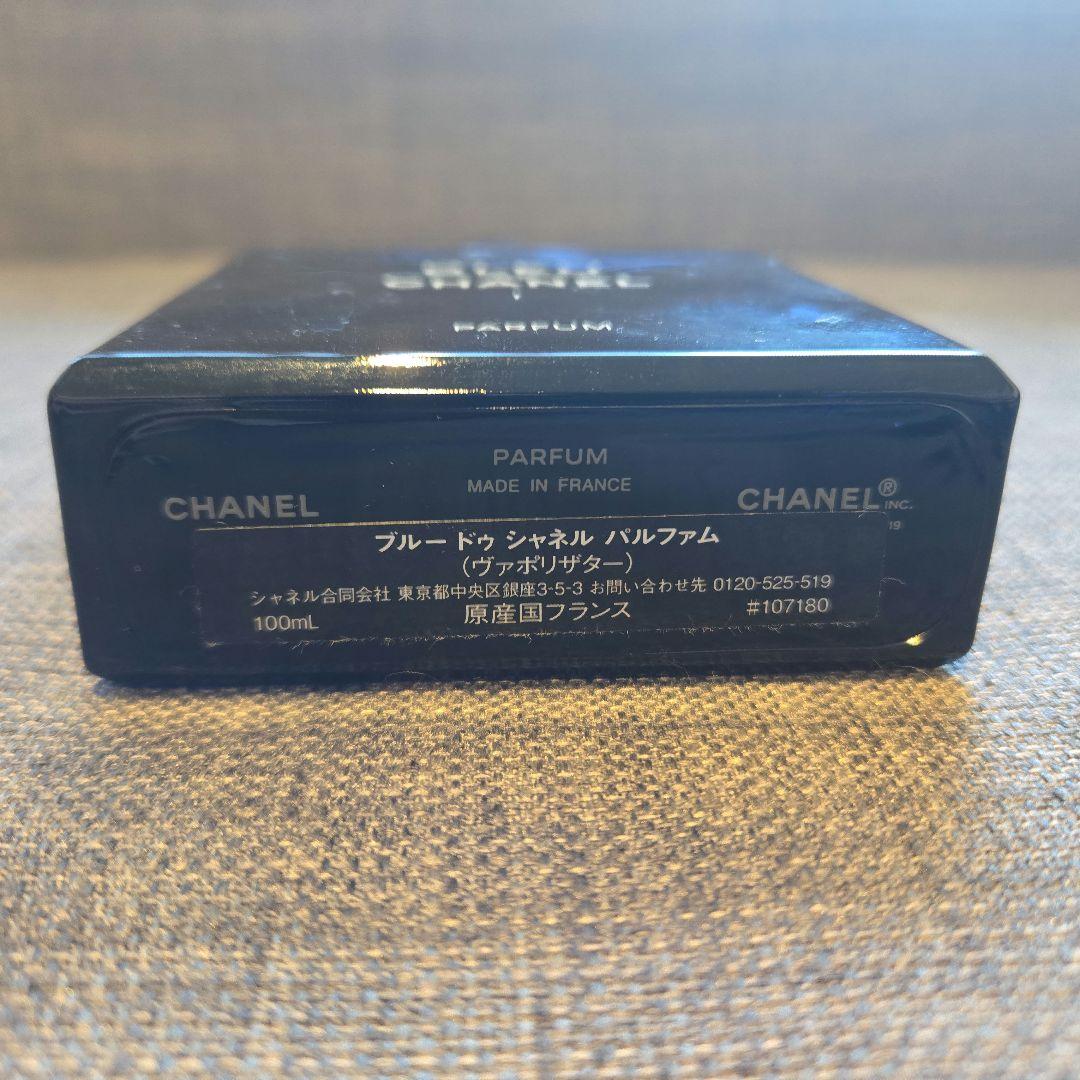 CHANEL
PARFUM
PARFUM
MADE IN FRANCE
CHANEL
CHANEL®
INC.
ブルー ドゥ シャネル パルファム
(ヴァポリザター)
シャネル合同会社 東京都中央区銀座3-5-3 お問い合わせ先 0120-525-519
100mL 原産国フランス #107180